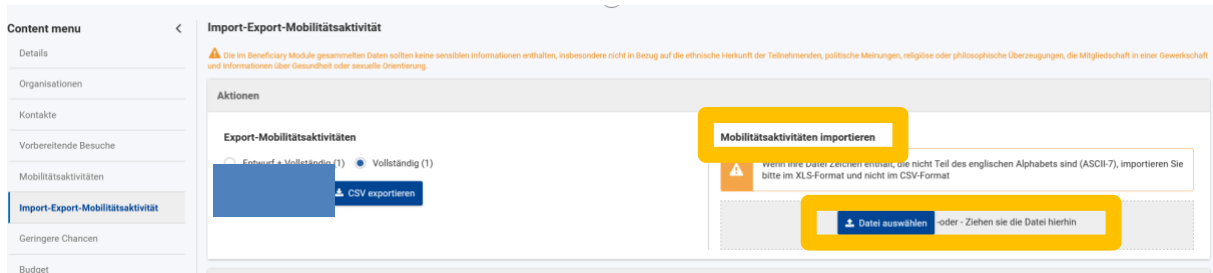 Content menu
Details
Organisationen
Kontakte
Vorbereitende Besuche
Mobilitätsaktivitäten
Import-Export-Mobilitätsaktivität
Geringere Chancen
Budget
Import-Export-Mobilitätsaktivität
Die im Beneficiary Module gesammelten Daten sollten keine sensiblen Informationen enthalten, insbesondere nicht in Bezug auf die ethnische Herkunft der Teilnehmenden, politische Meinungen, religiöse oder philosophische Überzeugungen, die Mitgliedschaft in einer Gewerkschaft
und Informationen über Gesundheit oder sexuelle Orientierung.
Aktionen
Export-Mobilitätsaktivitäten
Entwurf + Vollständig (1) Vollständig (1)
CSV exportieren
Mobilitätsaktivitäten importieren
Wenn Ihre Datei Zeichen enthält, die nicht Teil des englischen Alphabets sind (ASCII-7), importieren Sie
bitte im XLS-Format und nicht im CSV-Format
Datei auswählen -oder - Ziehen sie die Datei hierhin